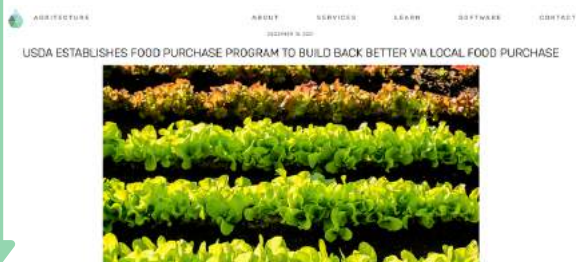 AGRITECTURE
ABOUT SERVICES LEARN SOFTWARE CONTACT
USDA ESTABLISHES FOOD PURCHASE PROGRAM TO BUILD BACK BETTER VIA LOCAL FOOD PURCHASE